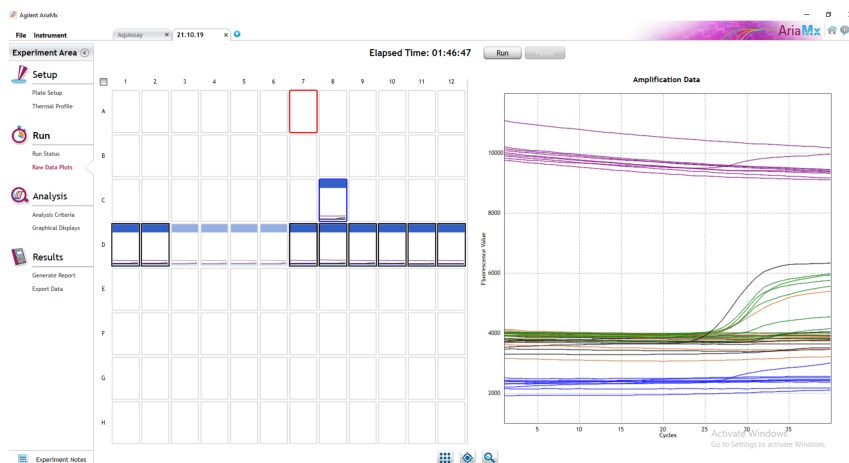 Agilent AriaMx
File Instrument
AspAssay
21.10.19
AriaMx
Experiment Area
Elapsed Time: 01:46:47
Run
Pause
Setup
Plate Setup
Thermal Profile
Run
Run Status
Raw Data Plots
Analysis
Analysis Criteria
Graphical Displays
Results
Generate Report
Export Data
Experiment Notes
1 2 3 4 5 6 7 8 9 10 11 12
A
B
C
D
E
F
G
H
Amplification Data
Fluorescence Value
10000
8000
6000
4000
2000
5 10 15 20 25 30 35
Cycles
Activate Windows
Go to Settings to activate Windows.